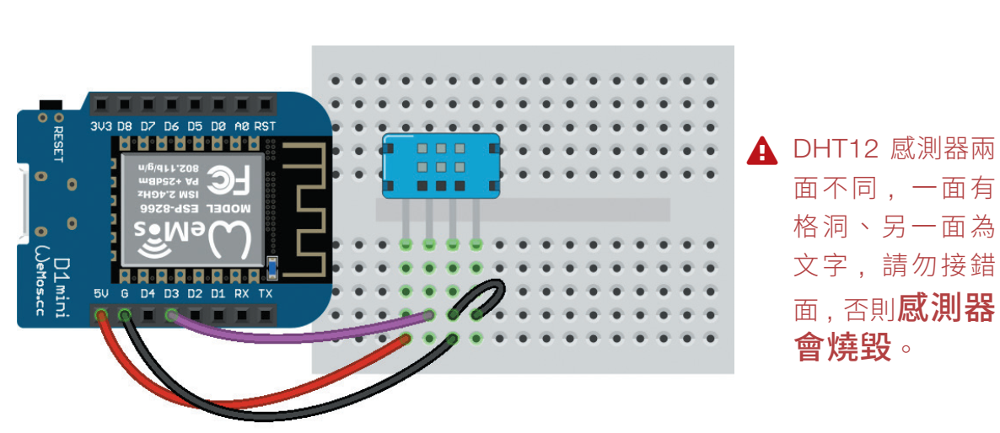 3V3 D8 D7 D6 D5 D0 A0 RST
RESET
802.11b/g/n
PA +25dBm
ISM 2.4GHz
MODEL ESP-8266
FC
WeMos
D1 mini
WeMos.cc
5V G D4 D3 D2 D1 RX TX
DHT12 感測器兩
面不同，一面有
格洞、另一面為
文字，請勿接錯
面，否則感測器
會燒毀。